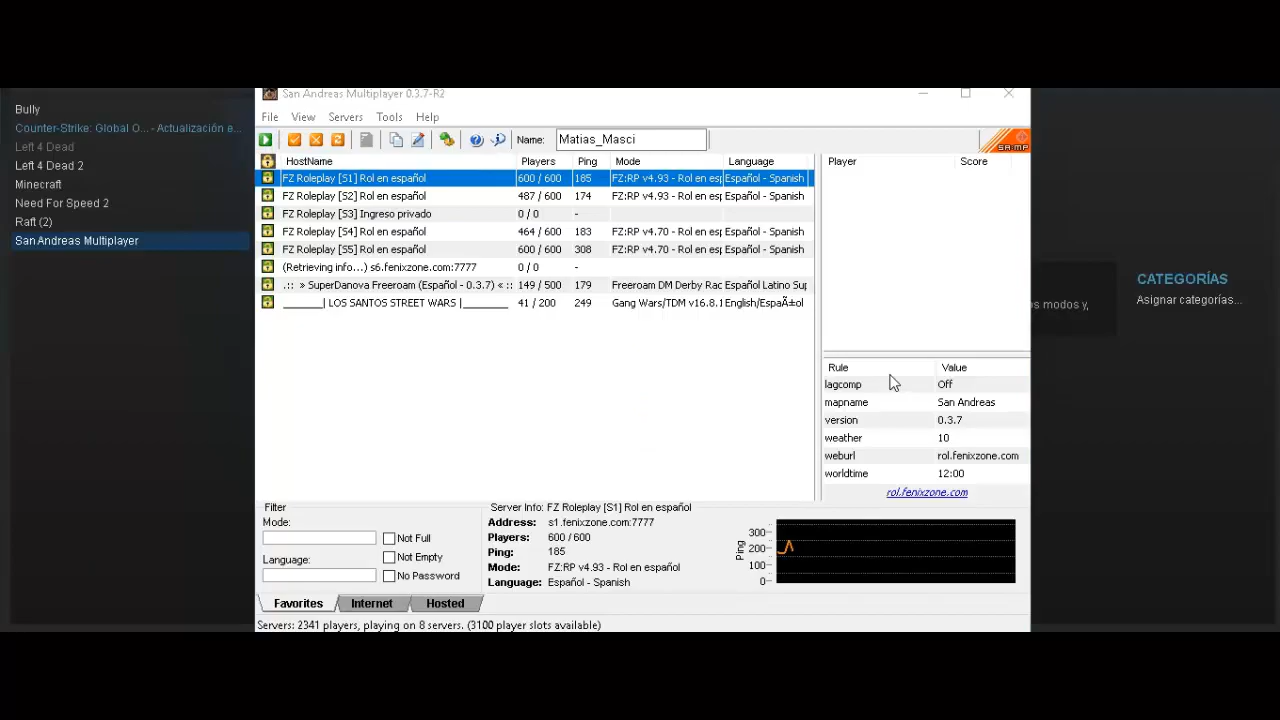 Bully
Counter-Strike: Global O... - Actualización e...
Left 4 Dead
Left 4 Dead 2
Minecraft
Need For Speed 2
Raft (2)
San Andreas Multiplayer
San Andreas Multiplayer 0.3.7-R2
File View Servers Tools Help
Name: Matias_Masci
SA:MP
HostName Players Ping Mode Language
FZ Roleplay [S1] Rol en español 600 / 600 185 FZ:RP v4.93 - Rol en esp Español - Spanish
FZ Roleplay [S2] Rol en español 487 / 600 174 FZ:RP v4.93 - Rol en esp Español - Spanish
FZ Roleplay [S3] Ingreso privado 0 / 0 -
FZ Roleplay [S4] Rol en español 464 / 600 183 FZ:RP v4.70 - Rol en esp Español - Spanish
FZ Roleplay [S5] Rol en español 600 / 600 308 FZ:RP v4.70 - Rol en esp Español - Spanish
(Retrieving info...) s6.fenixzone.com:7777 0 / 0 -
.:: » SuperDanova Freeroam (Español - 0.3.7) « :: 149 / 500 179 Freeroam DM Derby Rac Español Latino Sup
_______| LOS SANTOS STREET WARS |________ 41 / 200 249 Gang Wars/TDM v16.8.1 English/EspaÃ±ol
Player Score
Rule Value
lagcomp Off
mapname San Andreas
version 0.3.7
weather 10
weburl rol.fenixzone.com
worldtime 12:00
rol.fenixzone.com
CATEGORÍAS
Asignar categorías...
os modos y,
Filter
Mode:
Language:
Not Full
Not Empty
No Password
Server Info: FZ Roleplay [S1] Rol en español
Address: s1.fenixzone.com:7777
Players: 600 / 600
Ping: 185
Mode: FZ:RP v4.93 - Rol en español
Language: Español - Spanish
Ping
300
200
100
0
Favorites Internet Hosted
Servers: 2341 players, playing on 8 servers. (3100 player slots available)